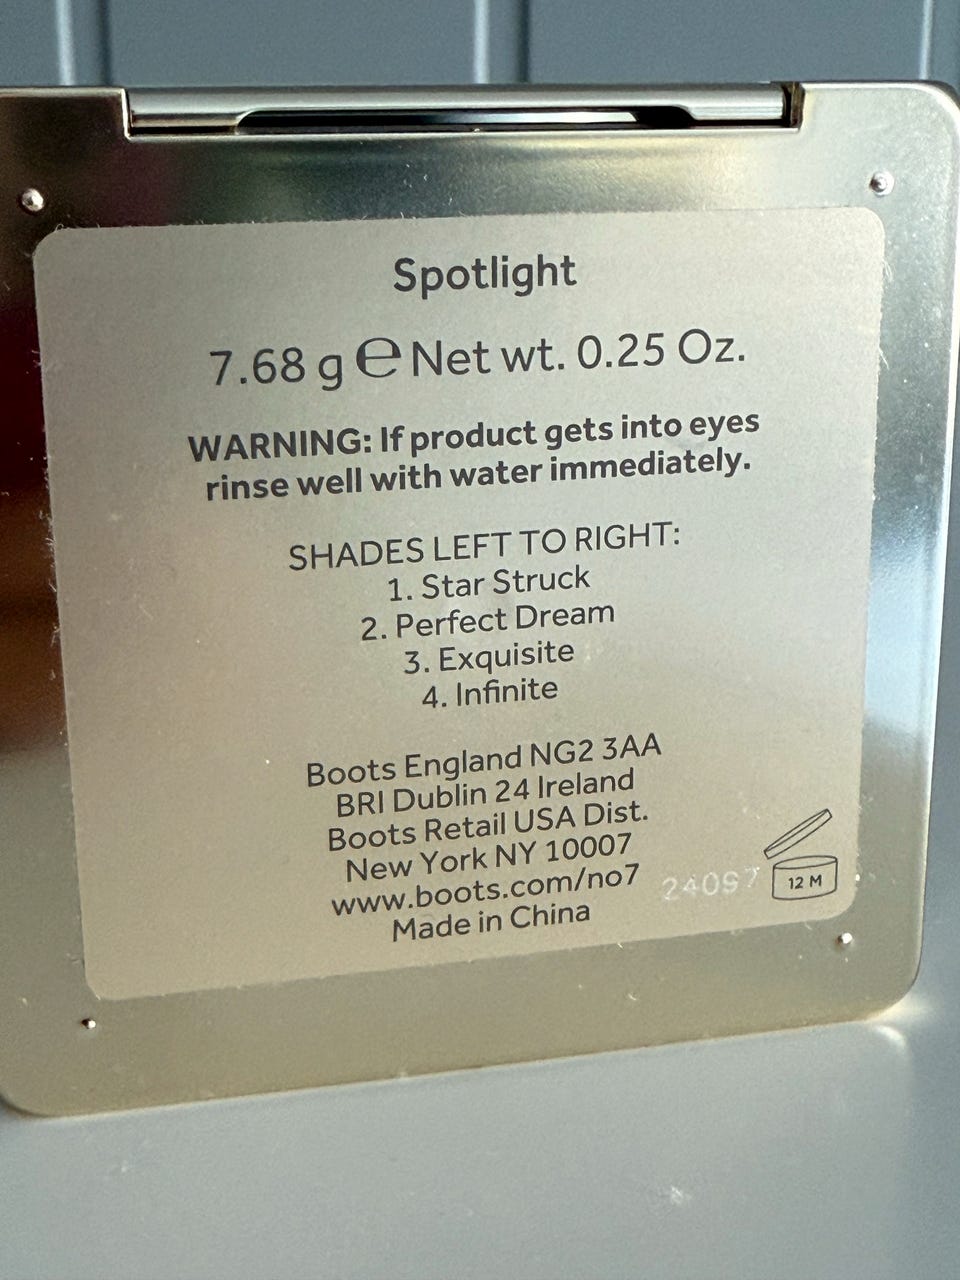 Spotlight
7.68 g ℮ Net wt. 0.25 Oz.
WARNING: If product gets into eyes
rinse well with water immediately.
SHADES LEFT TO RIGHT:
1. Star Struck
2. Perfect Dream
3. Exquisite
4. Infinite
Boots England NG2 3AA
BRI Dublin 24 Ireland
Boots Retail USA Dist.
New York NY 10007
www.boots.com/no7
Made in China
12 M